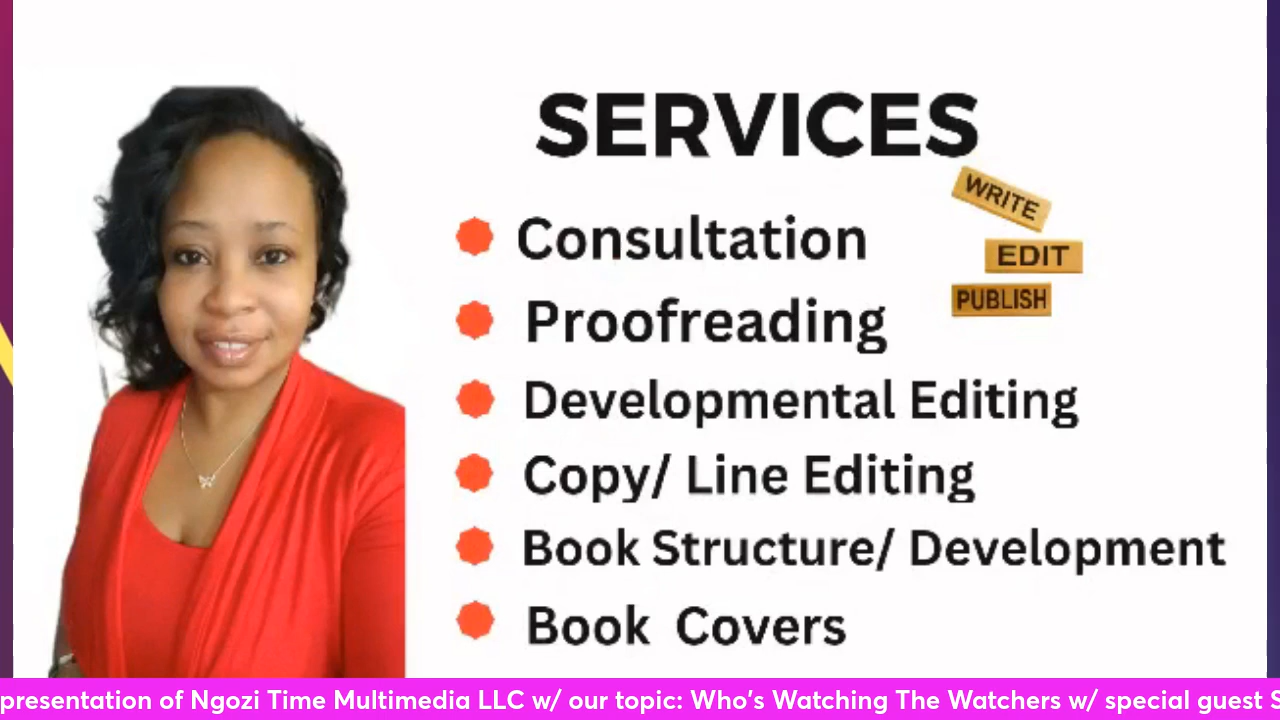 SERVICES
WRITE
Consultation
EDIT
PUBLISH
Proofreading
Developmental Editing
Copy/ Line Editing
Book Structure/ Development
Book Covers
presentation of Ngozi Time Multimedia LLC w/ our topic: Who's Watching The Watchers w/ special guest